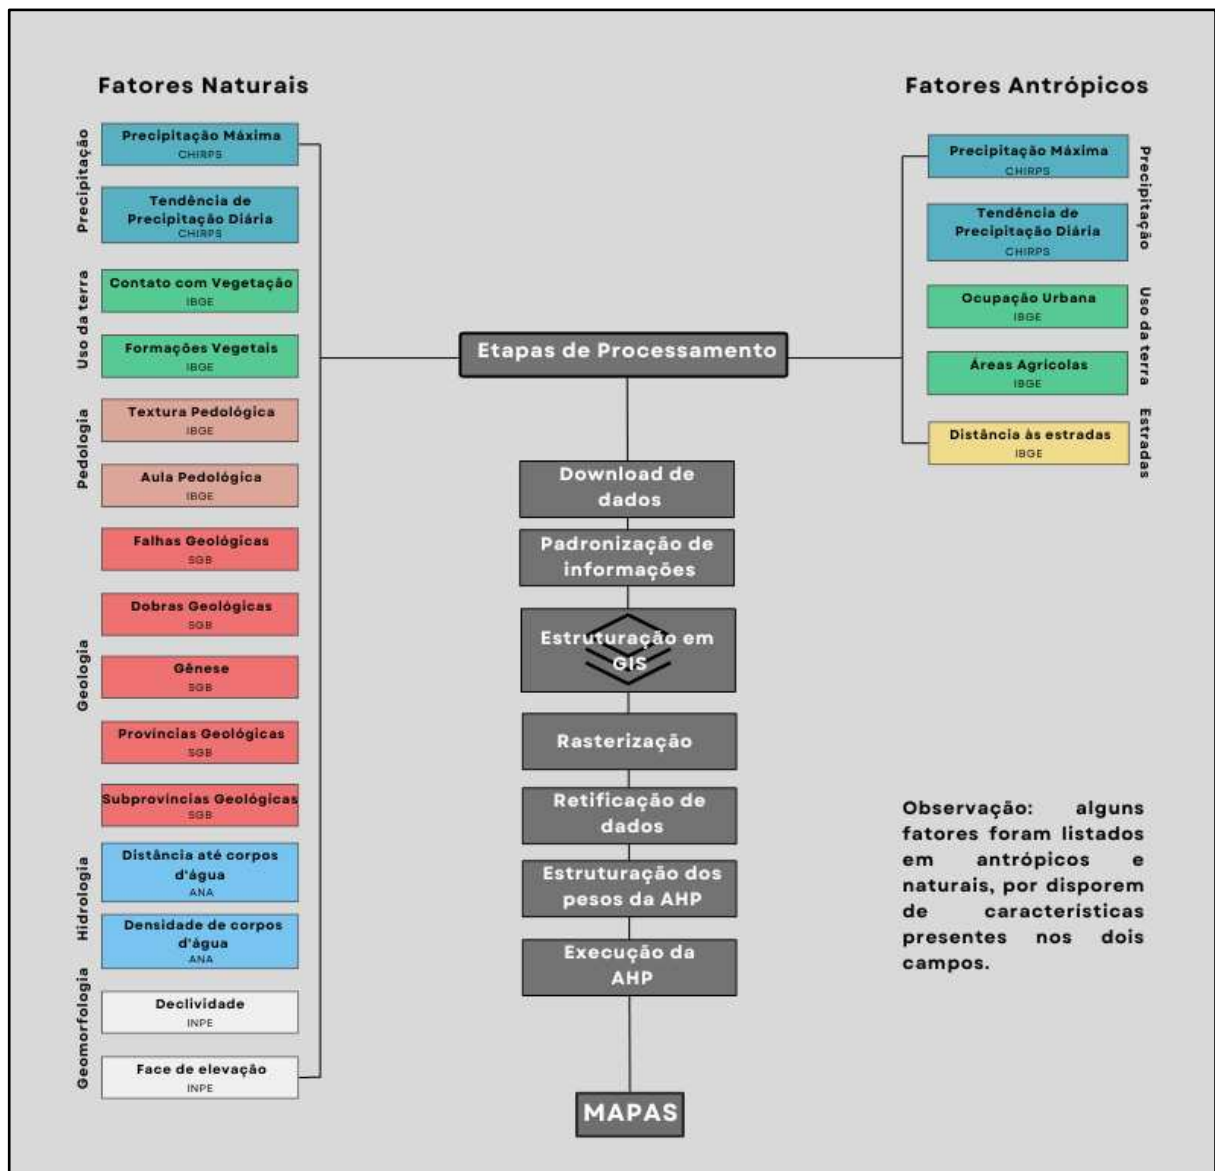 Fatores Naturais
Precipitação
Precipitação Máxima
CHIRPS
Tendência de
Precipitação Diária
CHIRPS
Uso da terra
Contato com Vegetação
IBGE
Formações Vegetais
IBGE
Pedologia
Textura Pedológica
IBGE
Aula Pedológica
IBGE
Geologia
Falhas Geológicas
SGB
Dobras Geológicas
SGB
Gênese
SGB
Províncias Geológicas
SGB
Subprovíncias Geológicas
SGB
Hidrologia
Distância até corpos
d'água
ANA
Densidade de corpos
d'água
ANA
Geomorfologia
Declividade
INPE
Face de elevação
INPE
Etapas de Processamento
Download de
dados
Padronização de
informações
Estruturação em
GIS
Rasterização
Retificação de
dados
Estruturação dos
pesos da AHP
Execução da
AHP
MAPAS
Fatores Antrópicos
Precipitação
Precipitação Máxima
CHIRPS
Tendência de
Precipitação Diária
CHIRPS
Uso da terra
Ocupação Urbana
IBGE
Áreas Agrícolas
IBGE
Estradas
Distância às estradas
IBGE
Observação: alguns
fatores foram listados
em antrópicos e
naturais, por disporem
de características
presentes nos dois
campos.